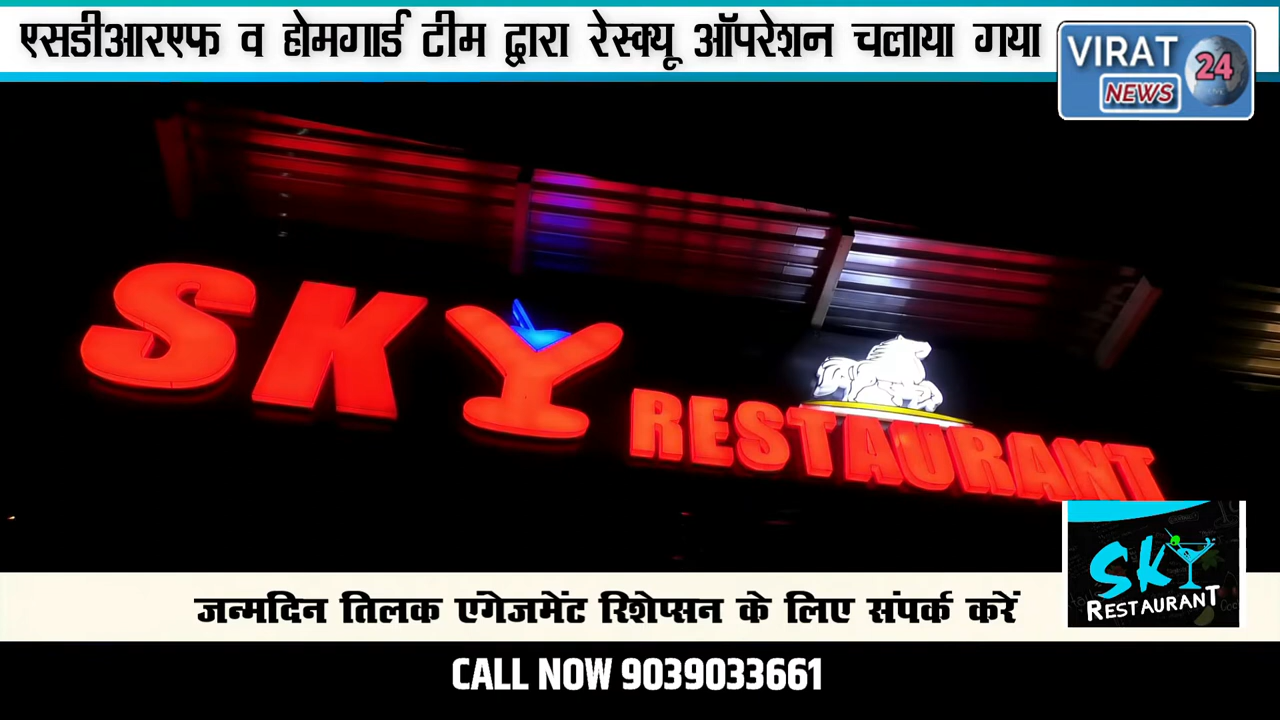 एसडीआरएफ व होमगार्ड टीम द्वारा रेस्क्यू ऑपरेशन चलाया गया
VIRAT 24
NEWS
SKY RESTAURANT
SKY
RESTAURANT
जन्मदिन तिलक एंगेजमेंट रिशेप्सन के लिए संपर्क करें
CALL NOW 9039033661